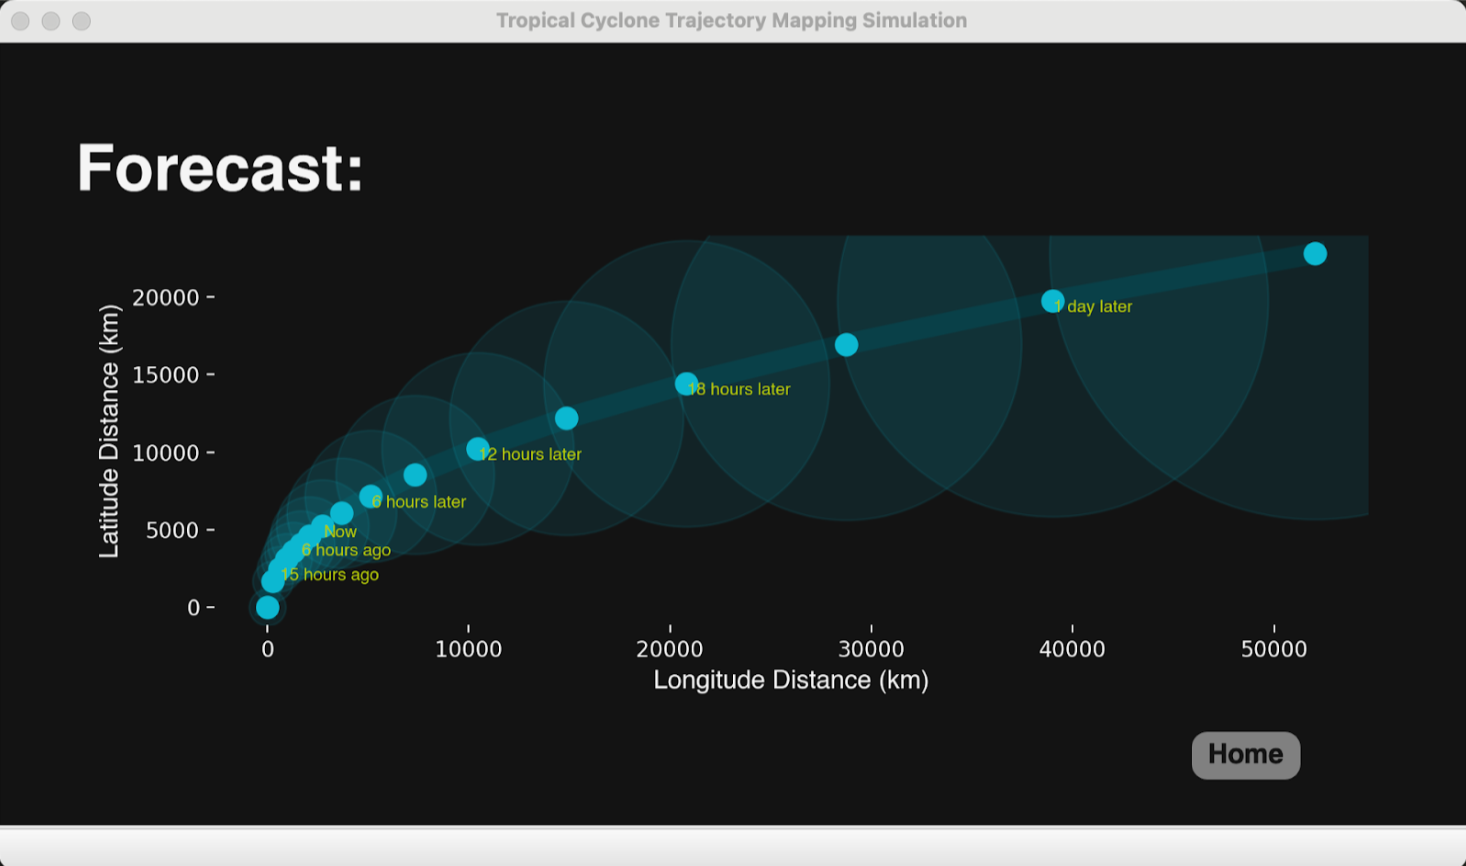 Tropical Cyclone Trajectory Mapping Simulation
Forecast:
Latitude Distance (km)
20000
15000
10000
5000
0
1 day later
18 hours later
12 hours later
6 hours later
Now
6 hours ago
15 hours ago
0 10000 20000 30000 40000 50000
Longitude Distance (km)
Home